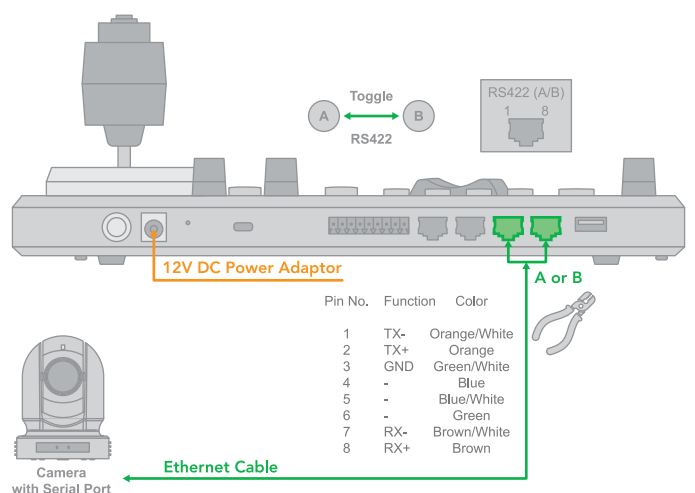 Toggle
A
B
RS422
RS422 (A/B)
1 8
12V DC Power Adaptor
A or B
Pin No. Function Color
1 TX- Orange/White
2 TX+ Orange
3 GND Green/White
4 - Blue
5 - Blue/White
6 - Green
7 RX- Brown/White
8 RX+ Brown
Ethernet Cable
Camera
with Serial Port